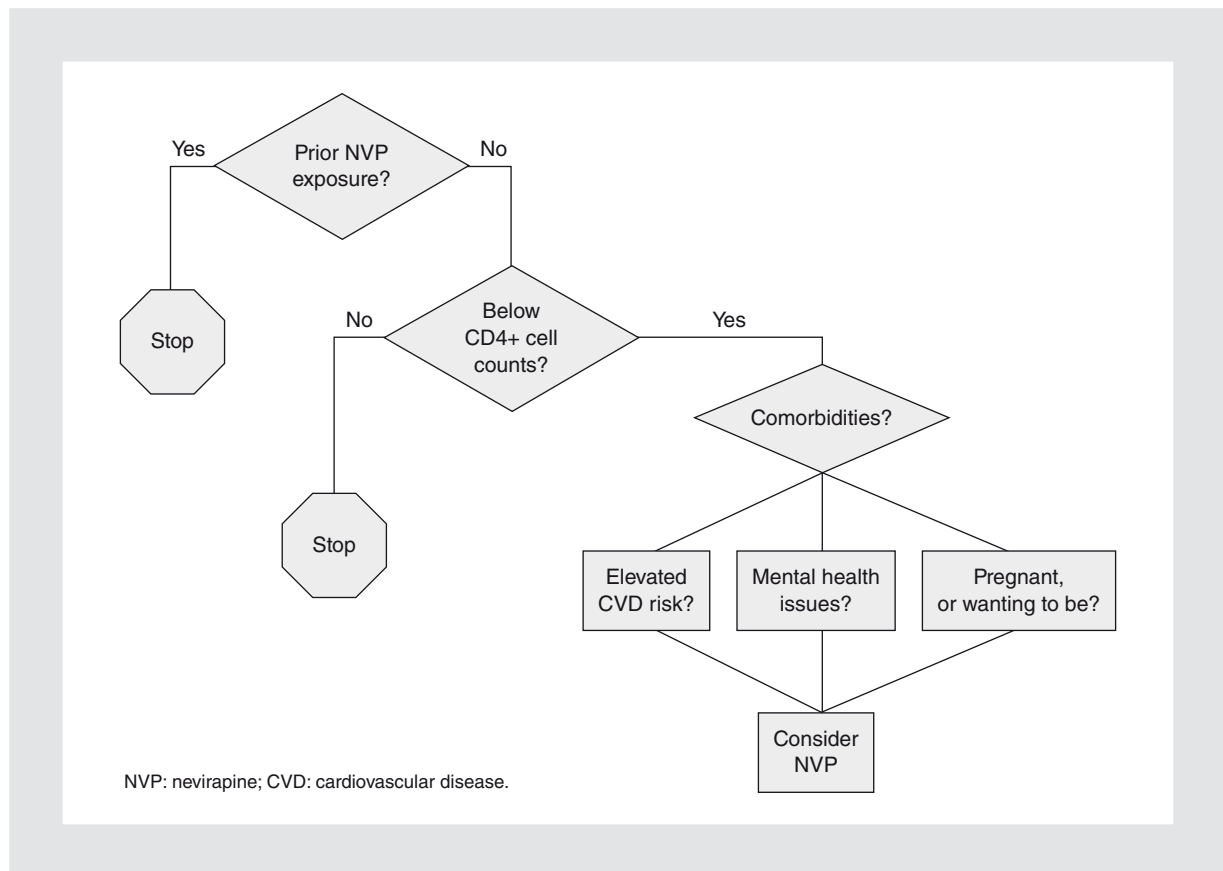 Yes
Prior NVP
exposure?
No
Stop
No
Below
CD4+ cell
counts?
Yes
Comorbidities?
Stop
Elevated
CVD risk?
Mental health
issues?
Pregnant,
or wanting to be?
Consider
NVP
NVP: nevirapine; CVD: cardiovascular disease.